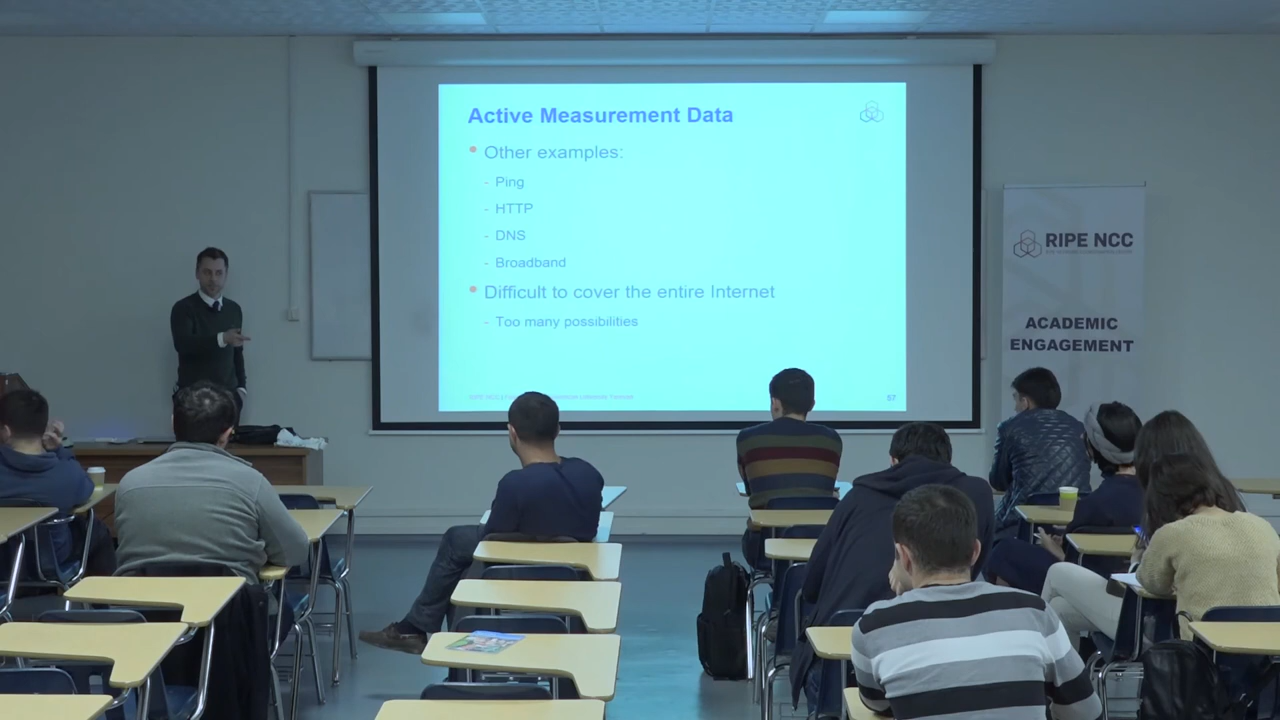 Active Measurement Data
Other examples:
- Ping
- HTTP
- DNS
- Broadband
Difficult to cover the entire Internet
- Too many possibilities
57
RIPE NCC
ACADEMIC
ENGAGEMENT